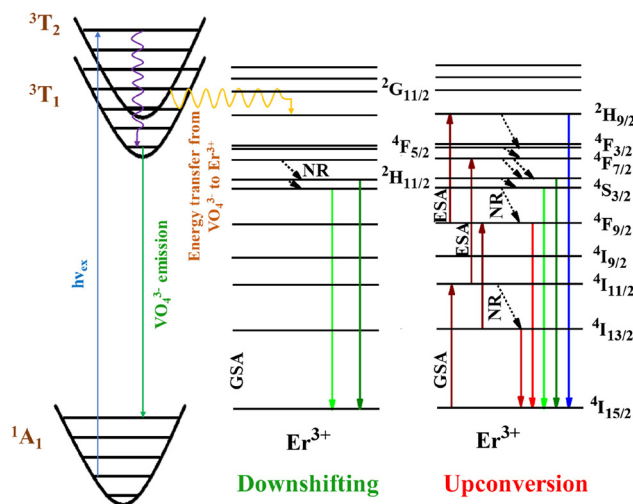 ³T₂
³T₁
¹A₁
hνₑₓ
VO₄³⁻ emission
Energy transfer from
VO₄³⁻ to Er³⁺
²G₁₁/₂
⁴F₅/₂
²H₁₁/₂
NR
GSA
Er³⁺
Downshifting
²H₉/₂
⁴F₃/₂
⁴F₇/₂
⁴S₃/₂
⁴F₉/₂
⁴I₉/₂
⁴I₁₁/₂
⁴I₁₃/₂
⁴I₁₅/₂
ESA
ESA
NR
NR
GSA
Er³⁺
Upconversion